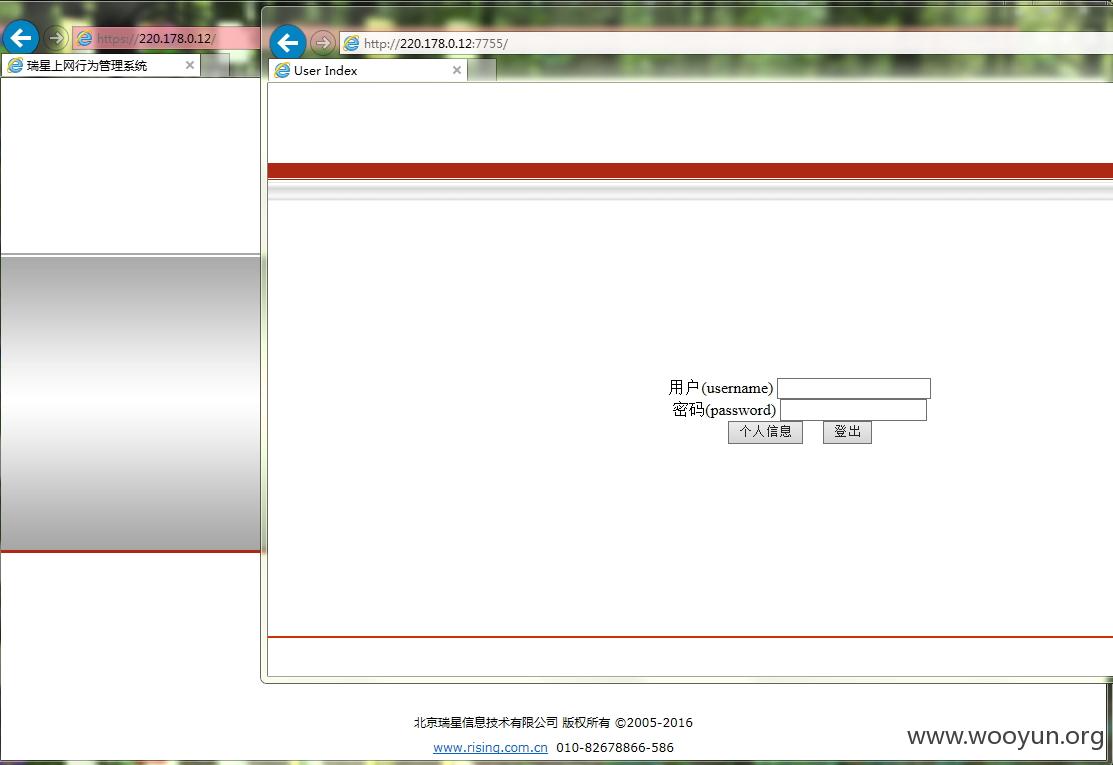 https://220.178.0.12/
瑞星上网行为管理系统
http://220.178.0.12:7755/
User Index
用户(username)
密码(password)
个人信息 登出
北京瑞星信息技术有限公司 版权所有 ©2005-2016
www.rising.com.cn 010-82678866-586
www.wooyun.org